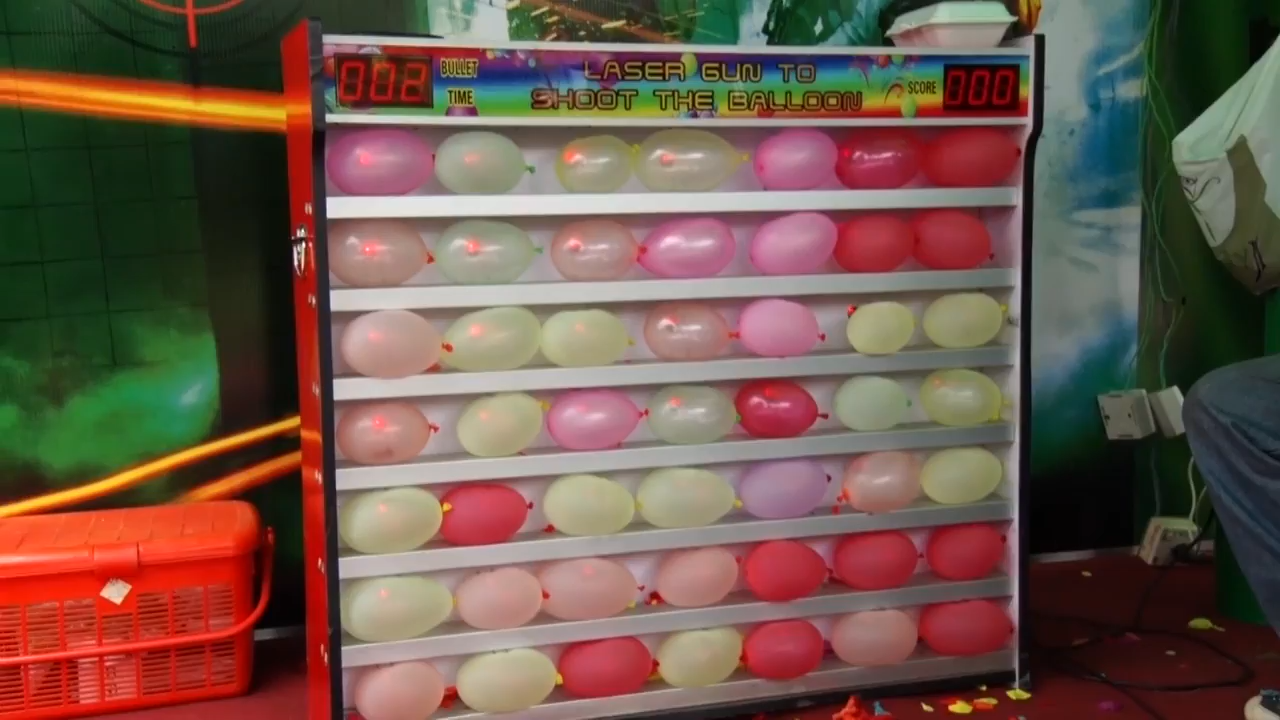 002
BULLET
TIME
LASER GUN TO
SHOOT THE BALLOON
SCORE
000